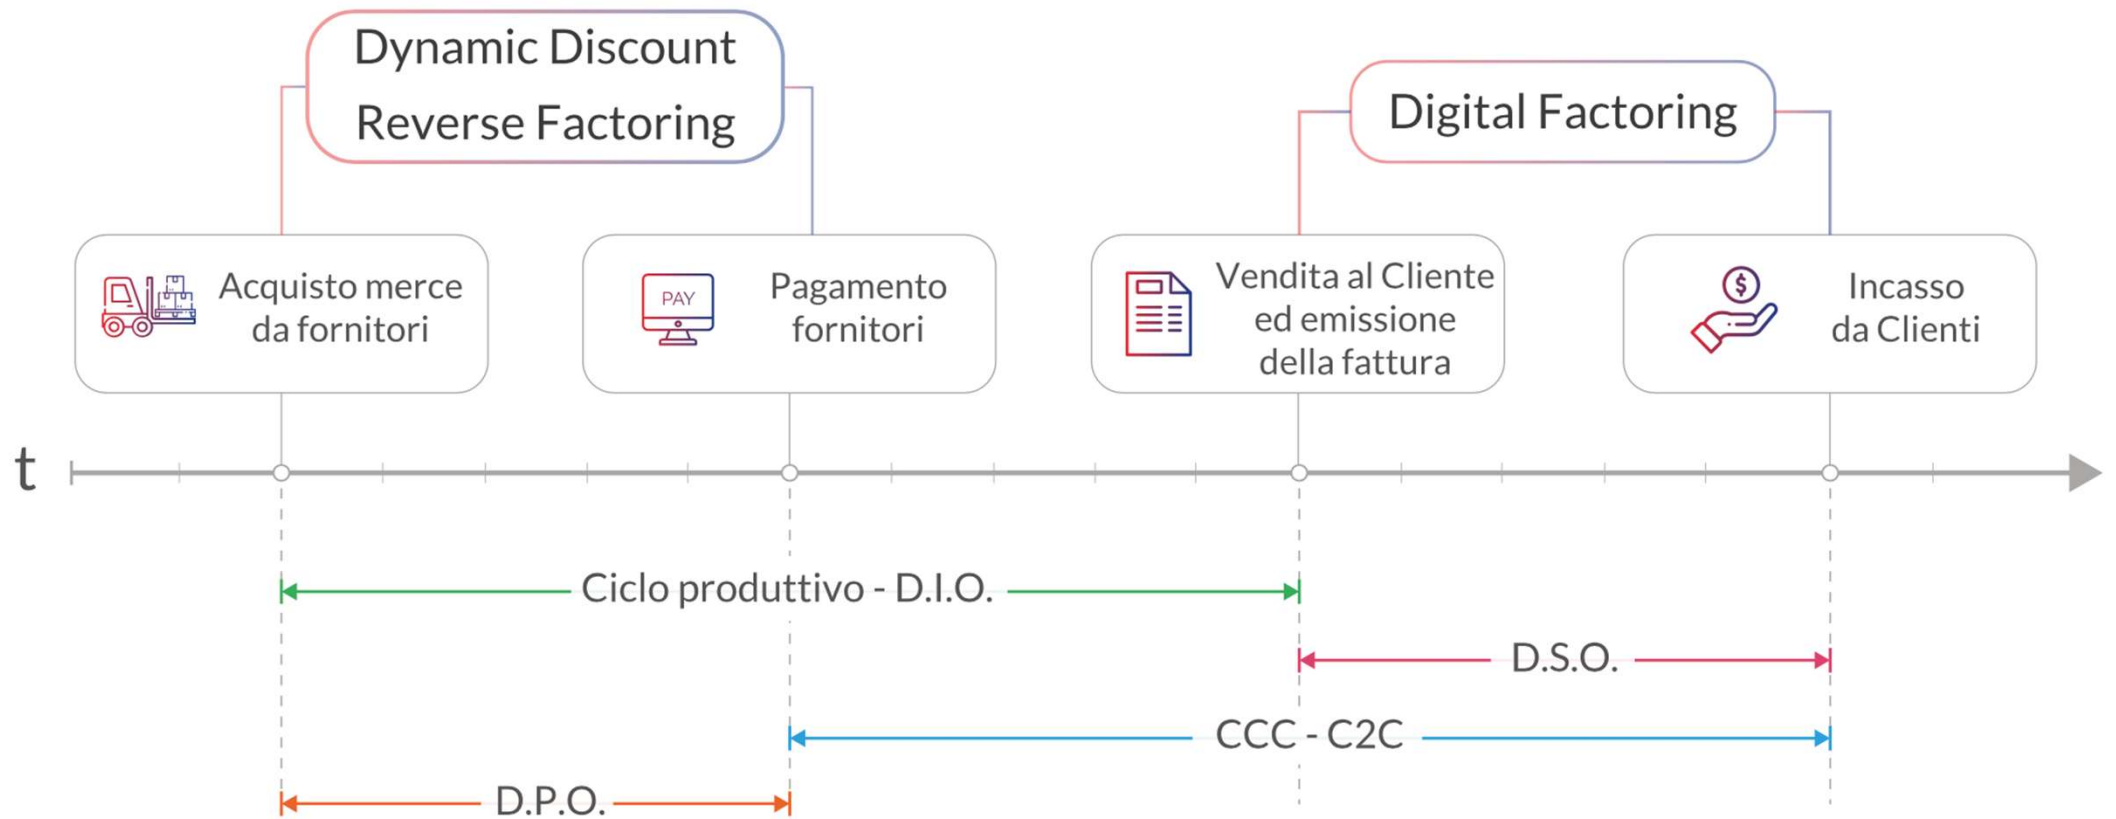 Dynamic Discount
Reverse Factoring
Digital Factoring
Acquisto merce
da fornitori
PAY
Pagamento
fornitori
Vendita al Cliente
ed emissione
della fattura
$
Incasso
da Clienti
t
Ciclo produttivo - D.I.O.
D.S.O.
CCC - C2C
D.P.O.